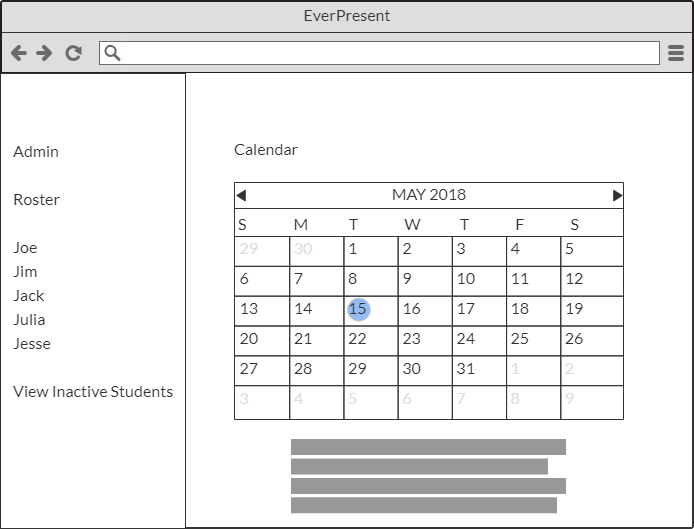 EverPresent
Admin
Roster
Joe
Jim
Jack
Julia
Jesse
View Inactive Students
Calendar
MAY 2018
S M T W T F S
29 30 1 2 3 4 5
6 7 8 9 10 11 12
13 14 15 16 17 18 19
20 21 22 23 24 25 26
27 28 29 30 31 1 2
3 4 5 6 7 8 9